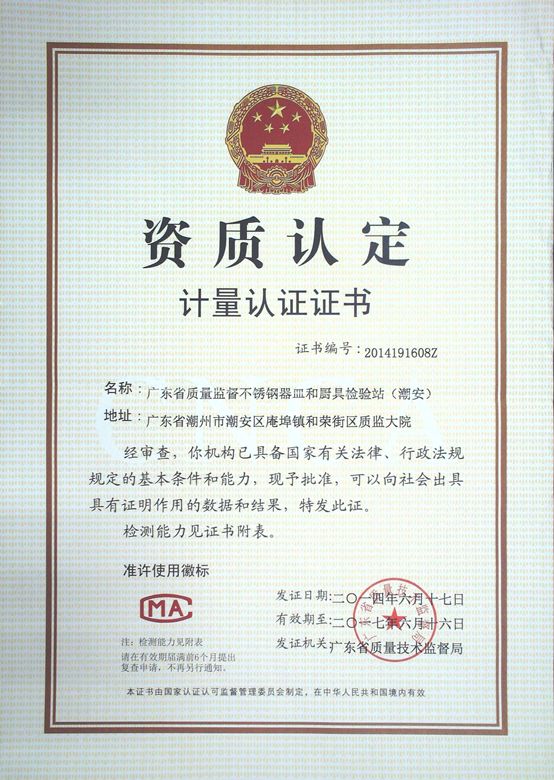 资质认定
计量认证证书
证书编号：2014191608Z
名称：广东省质量监督不锈钢器皿和厨具检验站（潮安）
地址：广东省潮州市潮安区庵埠镇和荣街区质监大院
经审查，你机构已具备国家有关法律、行政法规
规定的基本条件和能力，现予批准，可以向社会出具
具有证明作用的数据和结果，特发此证。
检测能力见证书附表。
准许使用徽标
MA
注：检测能力见附表
请在有效期届满前6个月提出
复查申请，不再另行通知。
发证日期：二〇一四年六月十七日
有效期至：二〇一七年六月十六日
发证机关：广东省质量技术监督局
广东省质量技术监督局
本证书由国家认证认可监督管理委员会制定，在中华人民共和国境内有效